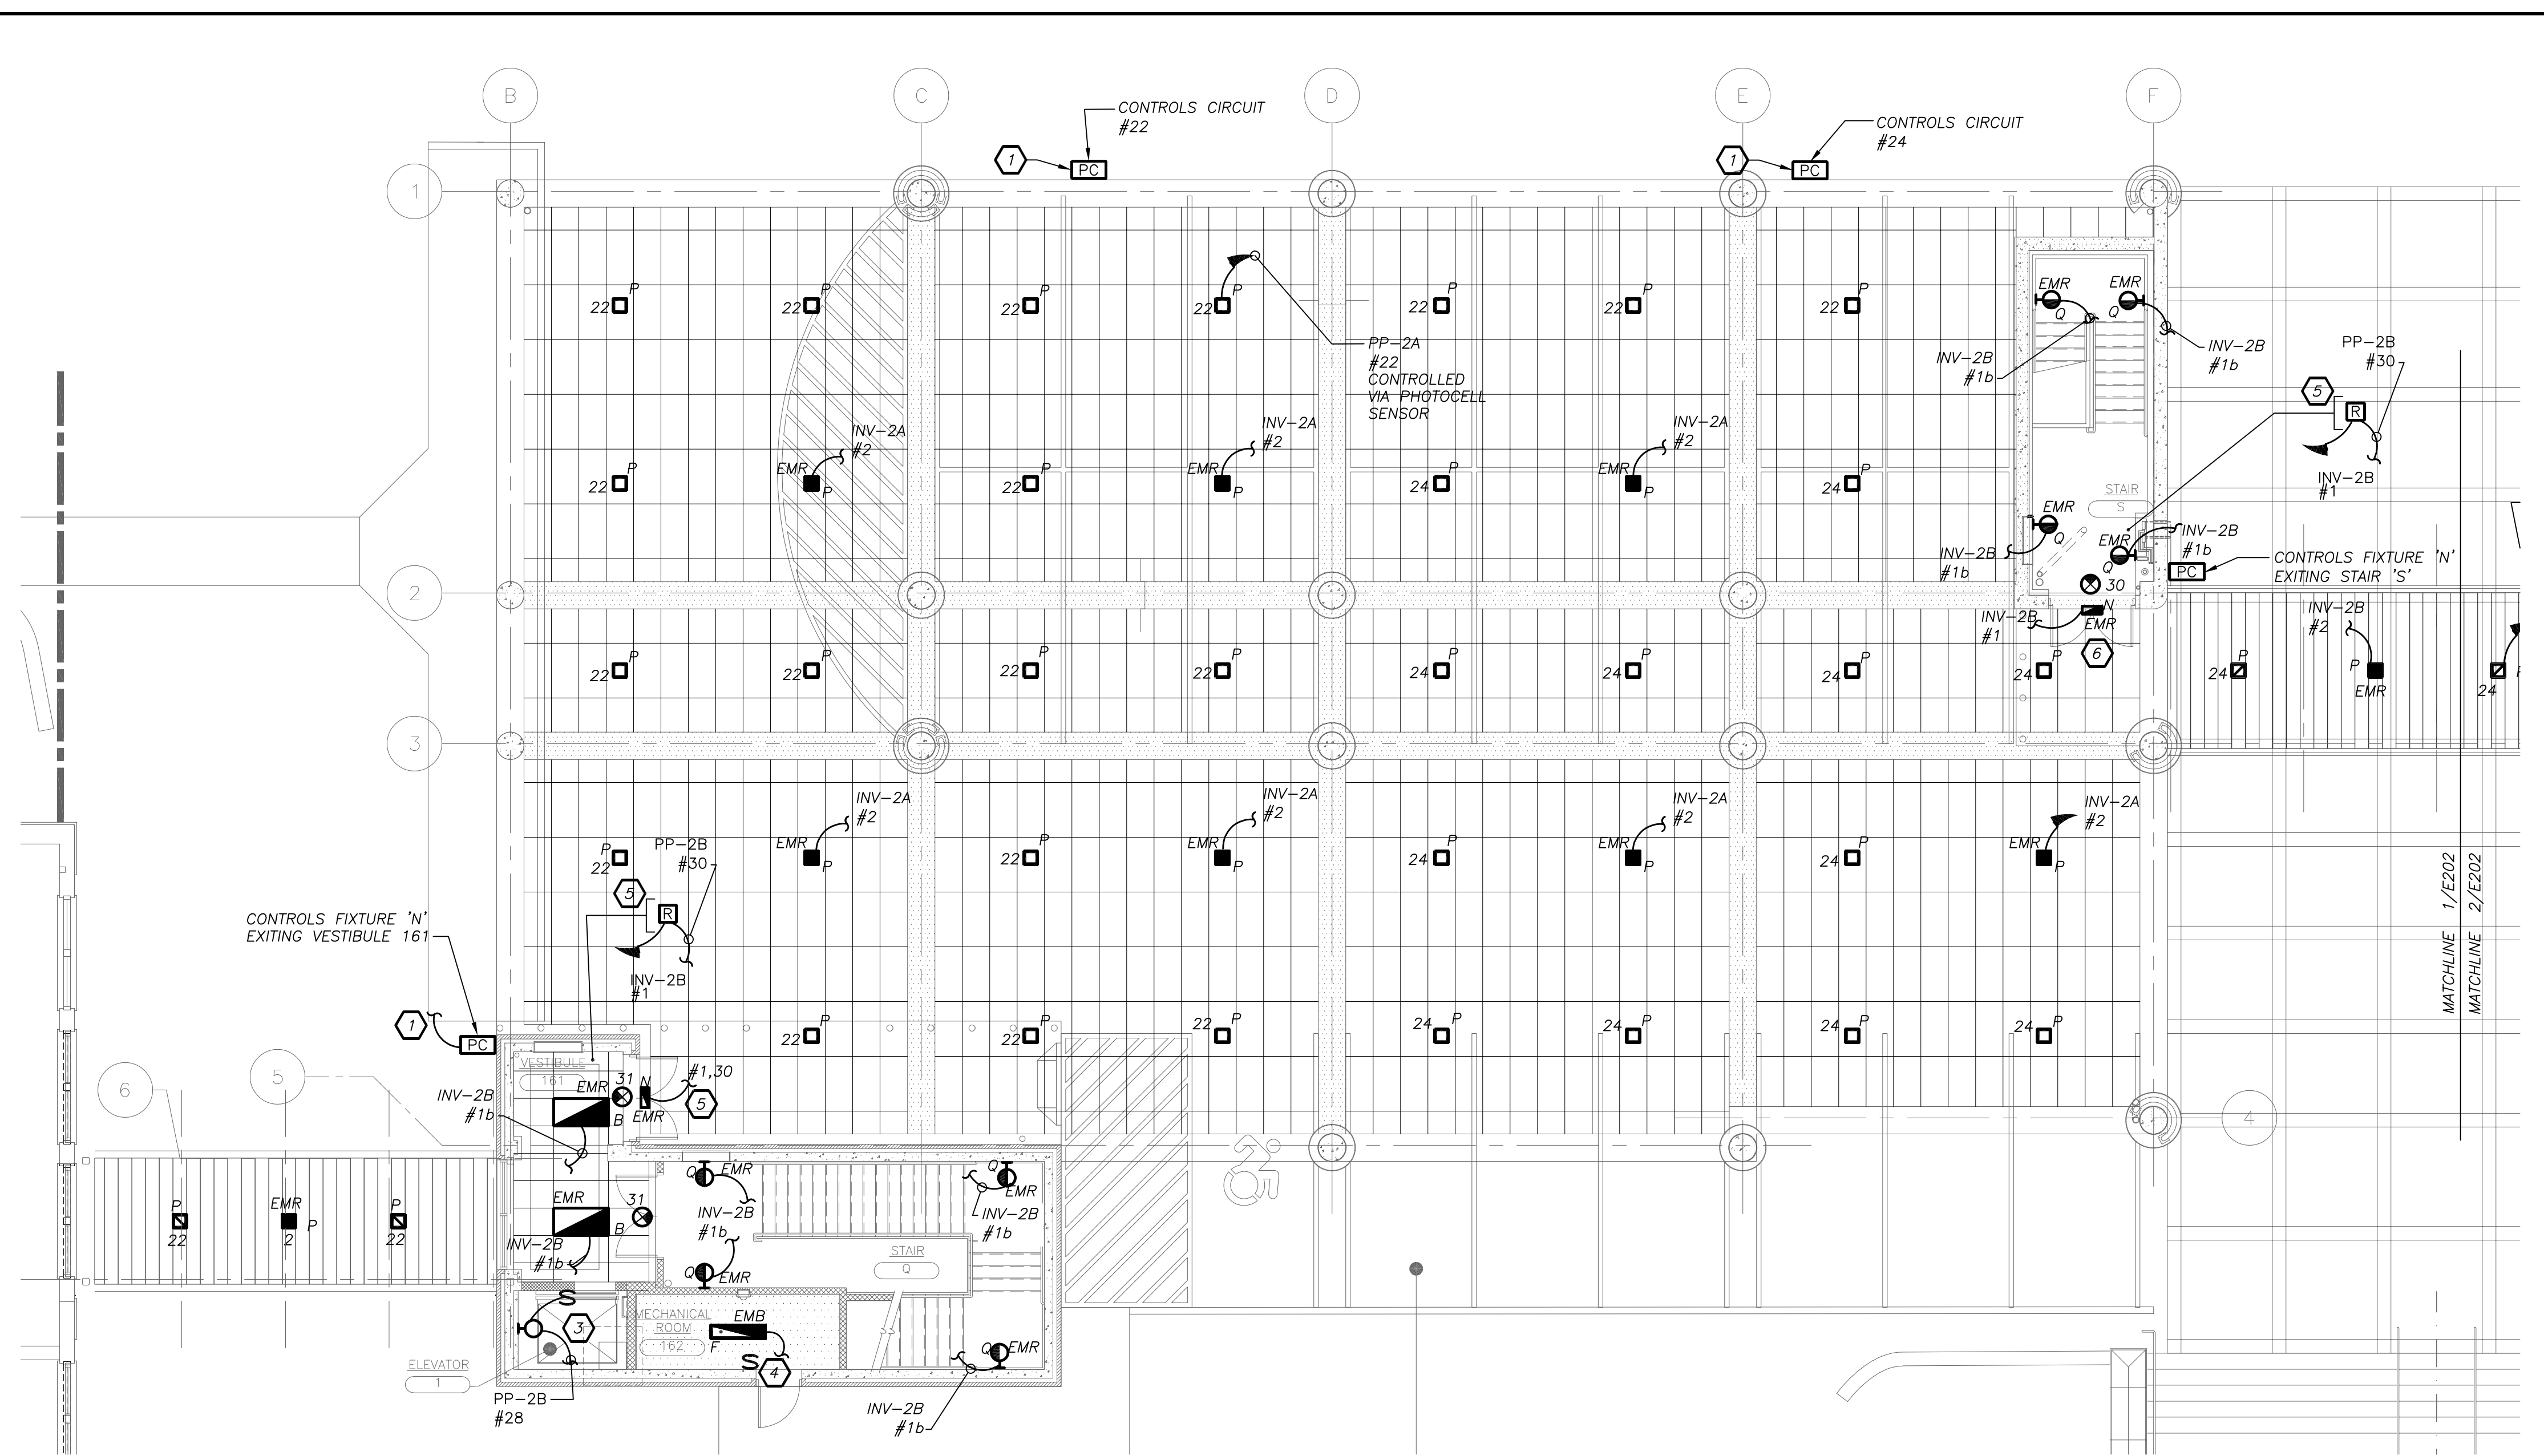 B
C
D
E
F
CONTROLS CIRCUIT
#22
1
PC
CONTROLS CIRCUIT
#24
1
PC
1
22
P
22
P
22
P
22
P
22
P
22
P
22
P
EMR
Q
EMR
Q
PP-2A
#22
CONTROLLED
VIA PHOTOCELL
SENSOR
INV-2B
#1b
INV-2B
#1b
PP-2B
#30
5
R
INV-2B
#1
22
P
EMR
P
INV-2A
#2
22
P
EMR
P
INV-2A
#2
24
P
EMR
P
INV-2A
#2
24
P
STAIR
S
EMR
Q
INV-2B
#1b
EMR
Q
INV-2B
#1b
30
PC
CONTROLS FIXTURE 'N'
EXITING STAIR 'S'
2
INV-2B
#1
N
EMR
6
INV-2B
#2
22
P
22
P
22
P
22
P
24
P
24
P
24
P
24
P
24
P
P
EMR
24
3
P
22
EMR
P
INV-2A
#2
22
P
EMR
P
INV-2A
#2
24
P
EMR
P
INV-2A
#2
24
P
EMR
P
INV-2A
#2
PP-2B
#30
5
R
INV-2B
#1
MATCHLINE 1/E202
MATCHLINE 2/E202
CONTROLS FIXTURE 'N'
EXITING VESTIBULE 161
1
PC
22
P
22
P
22
P
24
P
24
P
24
P
24
P
VESTIBULE
161
6
5
INV-2B
#1b
EMR
B
31
N
EMR
#1,30
5
4
P
22
EMR
2
P
P
22
EMR
B
31
INV-2B
#1b
Q
EMR
INV-2B
#1b
Q
EMR
Q
EMR
INV-2B
#1b
STAIR
Q
S
3
MECHANICAL
ROOM
162
EMB
F
S
4
Q
EMR
INV-2B
#1b
ELEVATOR
1
PP-2B
#28